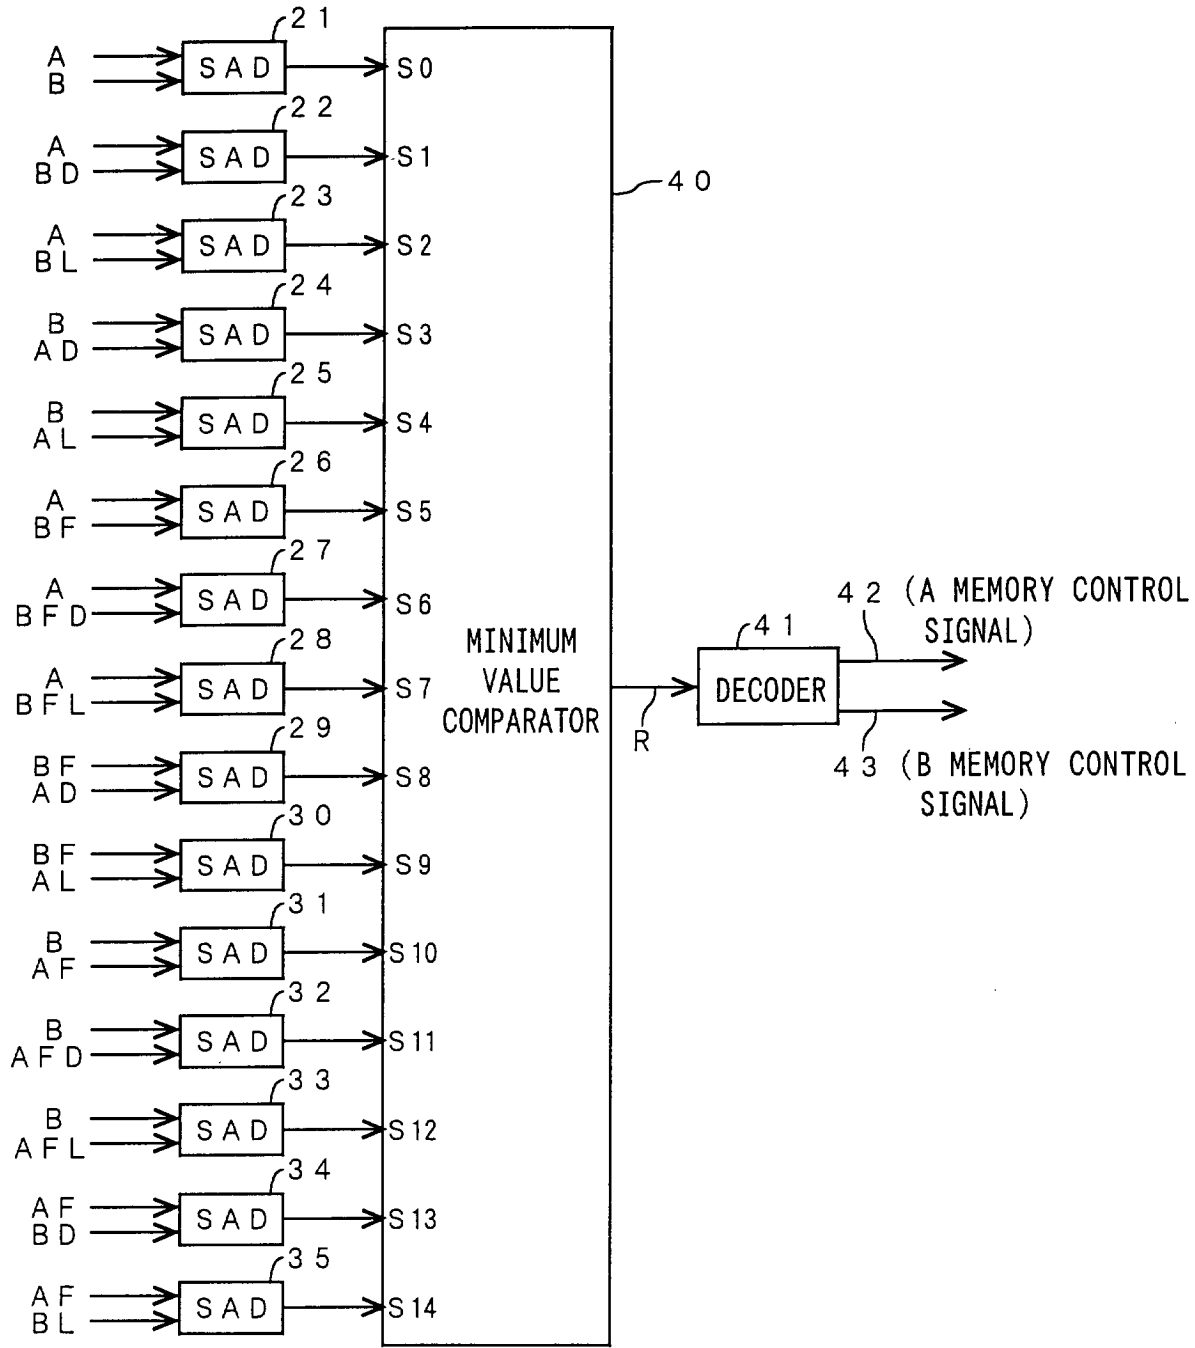 21
A
B
SAD
S0
22
A
BD
SAD
S1
40
23
A
BL
SAD
S2
24
B
AD
SAD
S3
25
B
AL
SAD
S4
26
A
BF
SAD
S5
27
A
BFD
SAD
S6
28
A
BFL
SAD
S7
29
BF
AD
SAD
S8
30
BF
AL
SAD
S9
31
B
AF
SAD
S10
32
B
AFD
SAD
S11
33
B
AFL
SAD
S12
34
AF
BD
SAD
S13
35
AF
BL
SAD
S14
MINIMUM
VALUE
COMPARATOR
R
41
DECODER
42 (A MEMORY CONTROL
SIGNAL)
43 (B MEMORY CONTROL
SIGNAL)